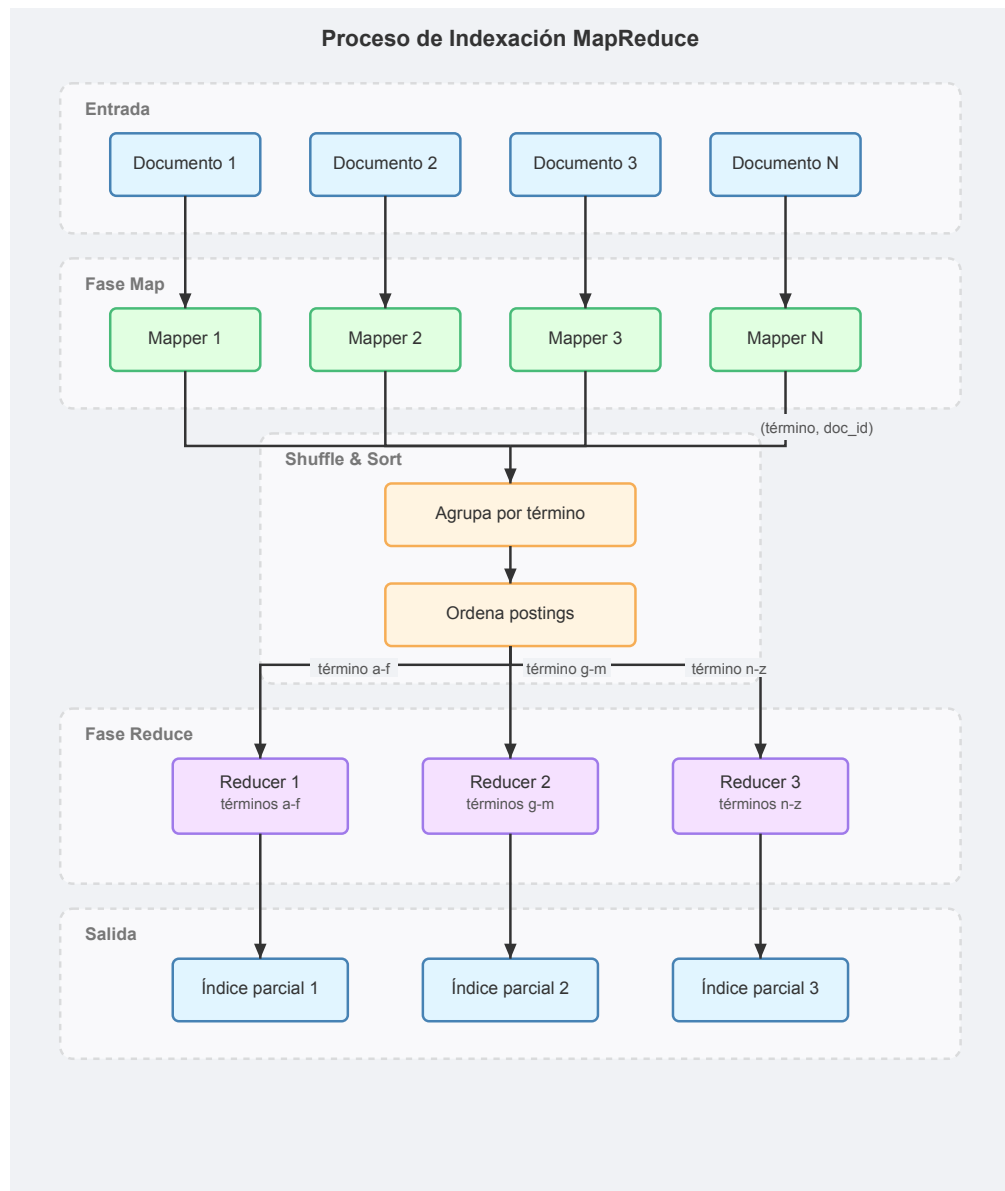 Proceso de Indexación MapReduce
Entrada
Documento 1
Documento 2
Documento 3
Documento N
Fase Map
Mapper 1
Mapper 2
Mapper 3
Mapper N
(término, doc_id)
Shuffle & Sort
Agrupa por término
Ordena postings
término a-f
término g-m
término n-z
Fase Reduce
Reducer 1
términos a-f
Reducer 2
términos g-m
Reducer 3
términos n-z
Salida
Índice parcial 1
Índice parcial 2
Índice parcial 3